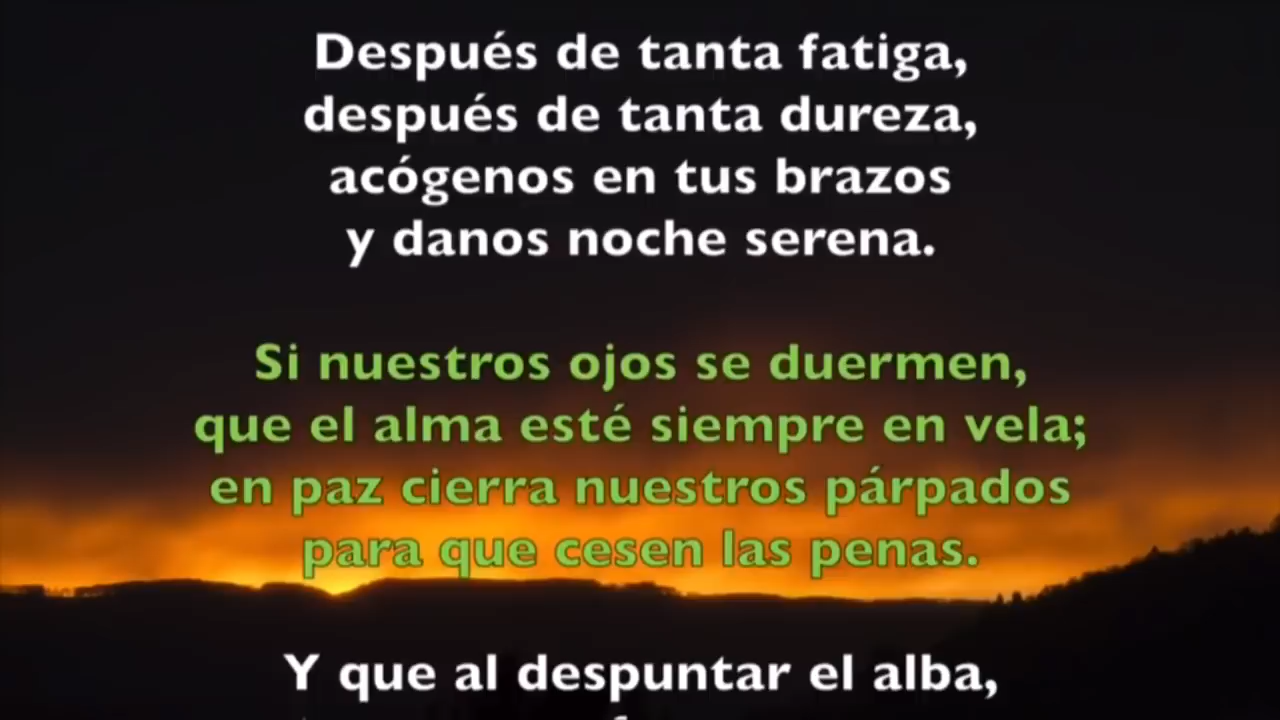 Después de tanta fatiga,
después de tanta dureza,
acógenos en tus brazos
y danos noche serena.
Si nuestros ojos se duermen,
que el alma esté siempre en vela;
en paz cierra nuestros párpados
para que cesen las penas.
Y que al despuntar el alba,